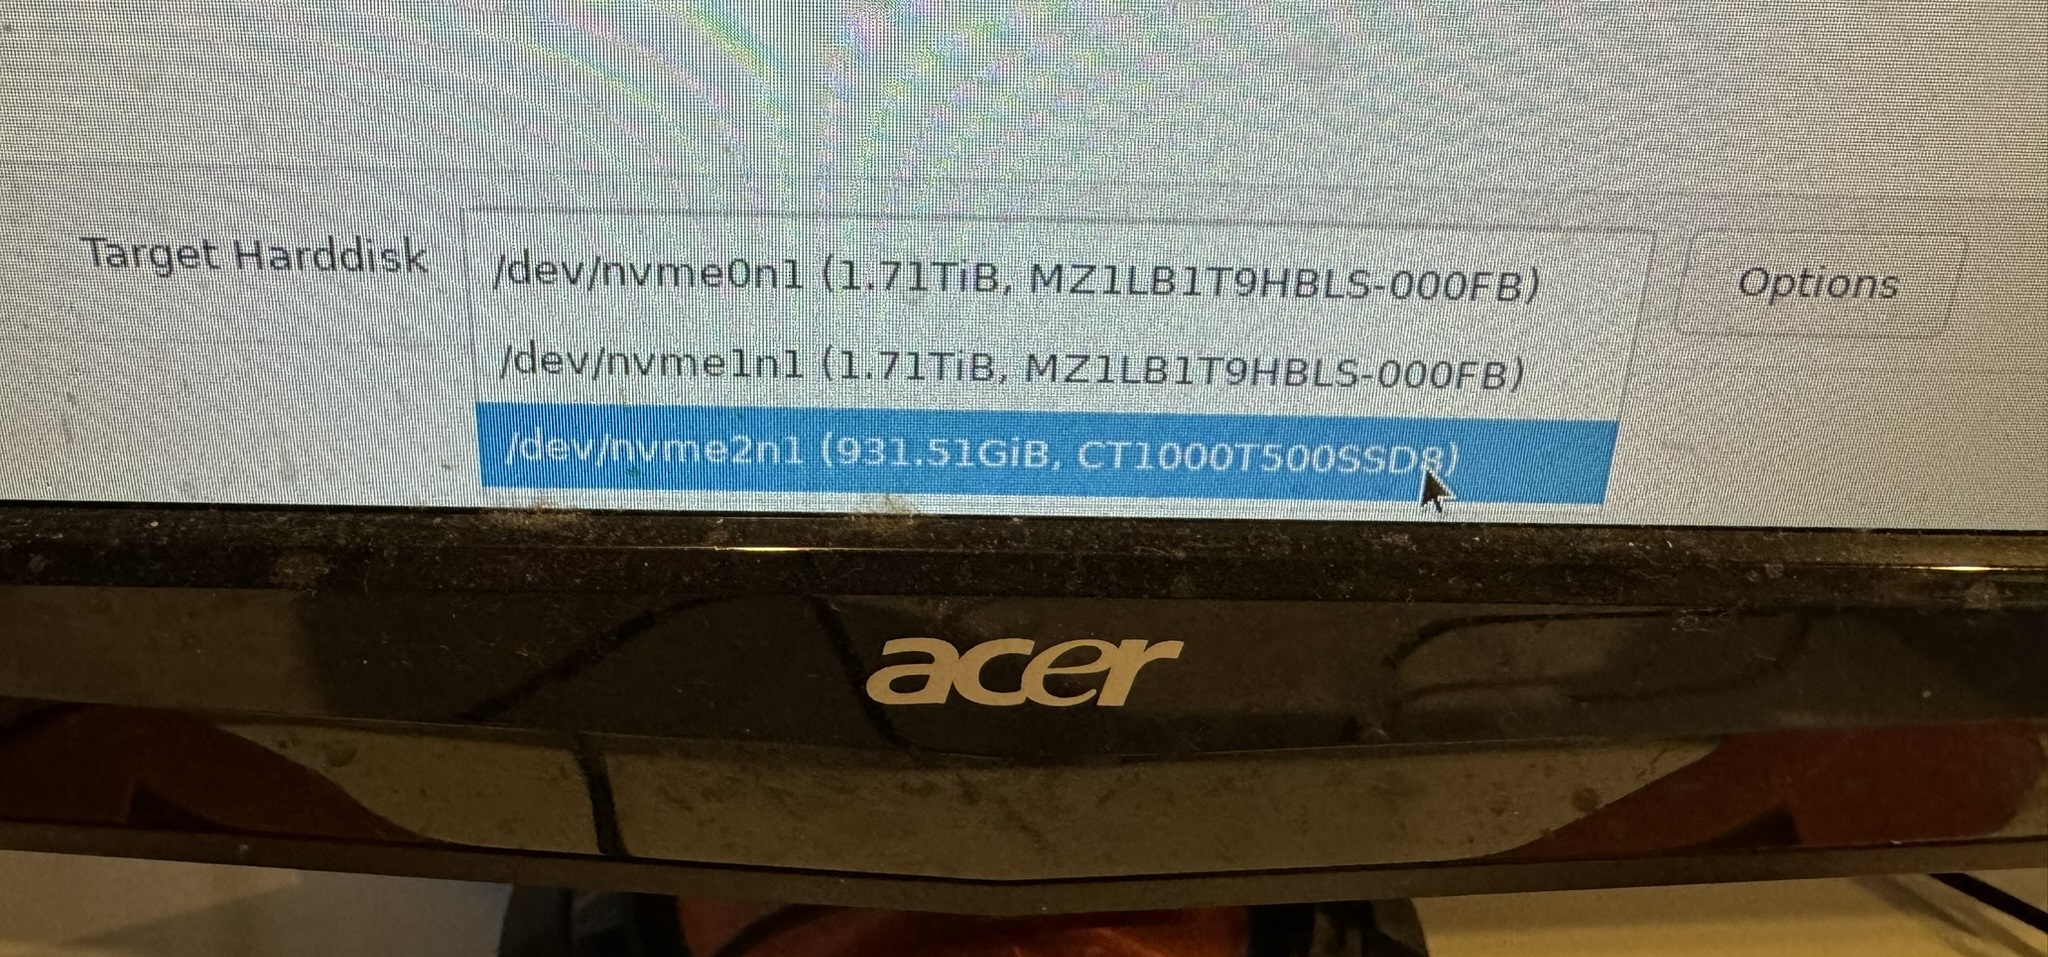 Target Harddisk
/dev/nvme0n1 (1.71TiB, MZ1LB1T9HBLS-000FB)
Options
/dev/nvme1n1 (1.71TiB, MZ1LB1T9HBLS-000FB)
/dev/nvme2n1 (931.51GiB, CT1000T500SSD8)
acer